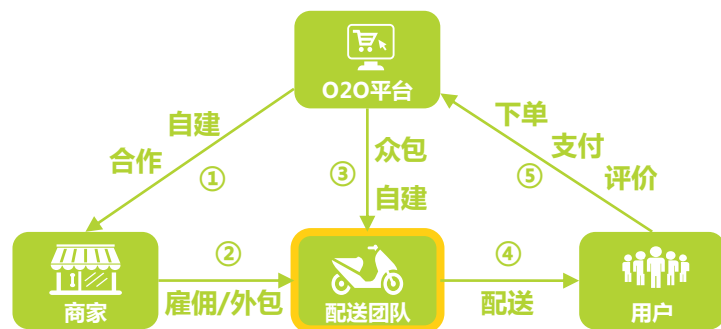 O2O平台
自建
合作
①
众包
③
自建
下单
支付
评价
⑤
②
雇佣/外包
④
配送
商家
配送团队
用户